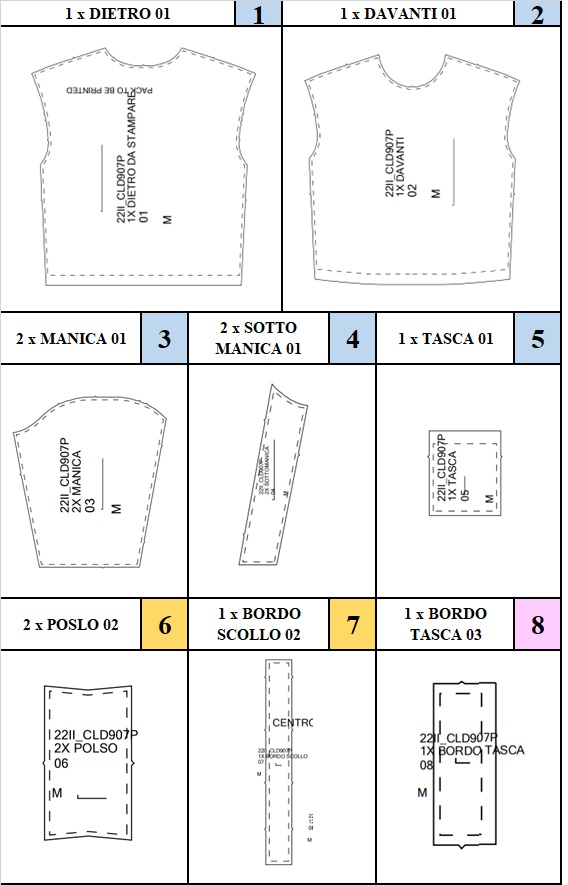 1 x DIETRO 01
1
1 x DAVANTI 01
2
PACK TO BE PRINTED
22II_CLD907P
1X DIETRO DA STAMPARE
01
M
22II_CLD907P
1X DAVANTI
02
M
2 x MANICA 01
3
2 x SOTTO
MANICA 01
4
1 x TASCA 01
5
22II_CLD907P
2X MANICA
03
M
22II_CLD907P
2X SOTTOMANICA
04
M
22II_CLD907P
1X TASCA
05
M
2 x POSLO 02
6
1 x BORDO
SCOLLO 02
7
1 x BORDO
TASCA 03
8
22II_CLD907P
2X POLSO
06
M
CENTRO
22II_CLD907P
1X BORDO SCOLLO
07
M
M
22II_CLD907P
1X BORDO TASCA
08
M